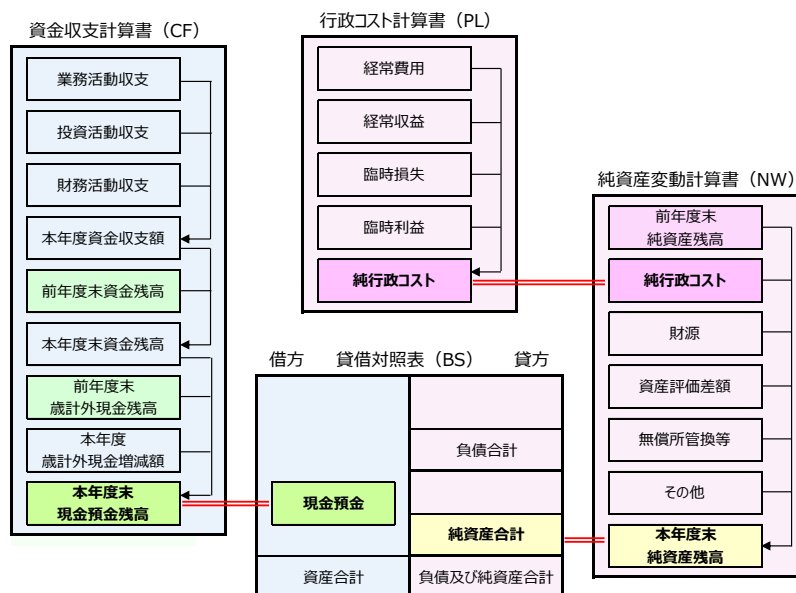 資金収支計算書（CF）
業務活動収支
投資活動収支
財務活動収支
本年度資金収支額
前年度末資金残高
本年度末資金残高
前年度末
歳計外現金残高
本年度
歳計外現金増減額
本年度末
現金預金残高
行政コスト計算書（PL）
経常費用
経常収益
臨時損失
臨時利益
純行政コスト
借方
貸借対照表（BS）
貸方
現金預金
資産合計
負債合計
純資産合計
負債及び純資産合計
純資産変動計算書（NW）
前年度末
純資産残高
純行政コスト
財源
資産評価差額
無償所管換等
その他
本年度末
純資産残高